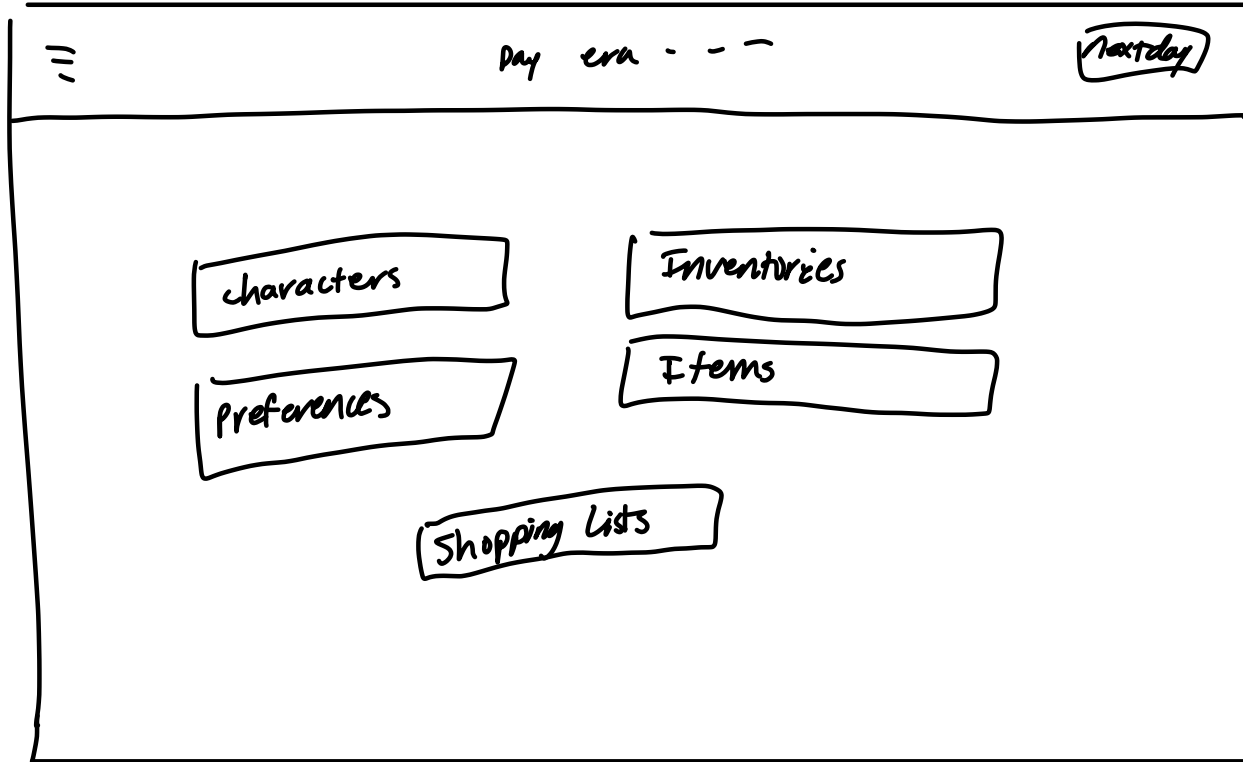 Day era - - -
nextday
characters
Inventories
preferences
Items
Shopping Lists